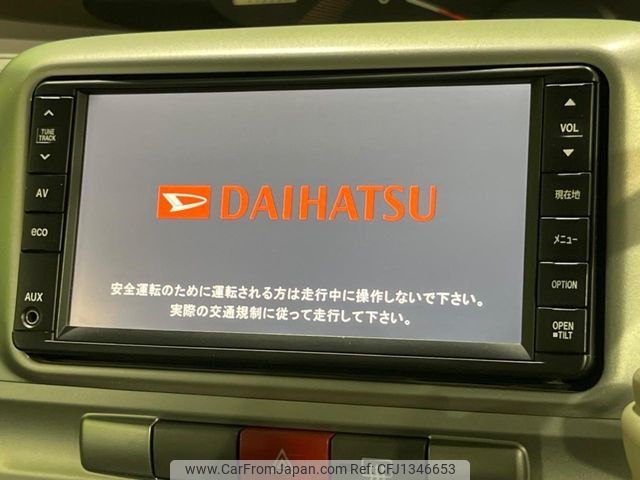 TUNE
TRACK
AV
eco
AUX
DAIHATSU
安全運転のために運転される方は走行中に操作しないで下さい。
実際の交通規制に従って走行して下さい。
VOL
現在地
メニュー
OPTION
OPEN
TILT
www.CarFromJapan.com ID:CFJ1346653